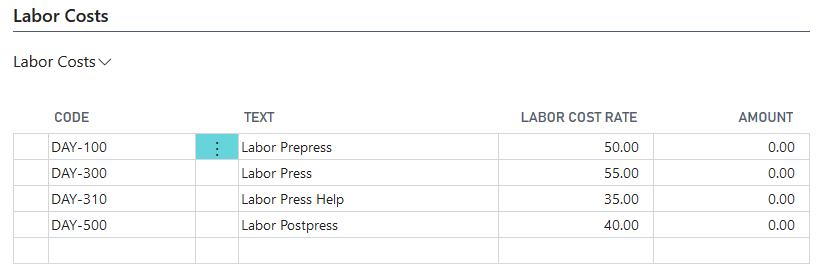 Labor Costs
Labor Costs
CODE TEXT LABOR COST RATE AMOUNT
DAY-100 Labor Prepress 50.00 0.00
DAY-300 Labor Press 55.00 0.00
DAY-310 Labor Press Help 35.00 0.00
DAY-500 Labor Postpress 40.00 0.00